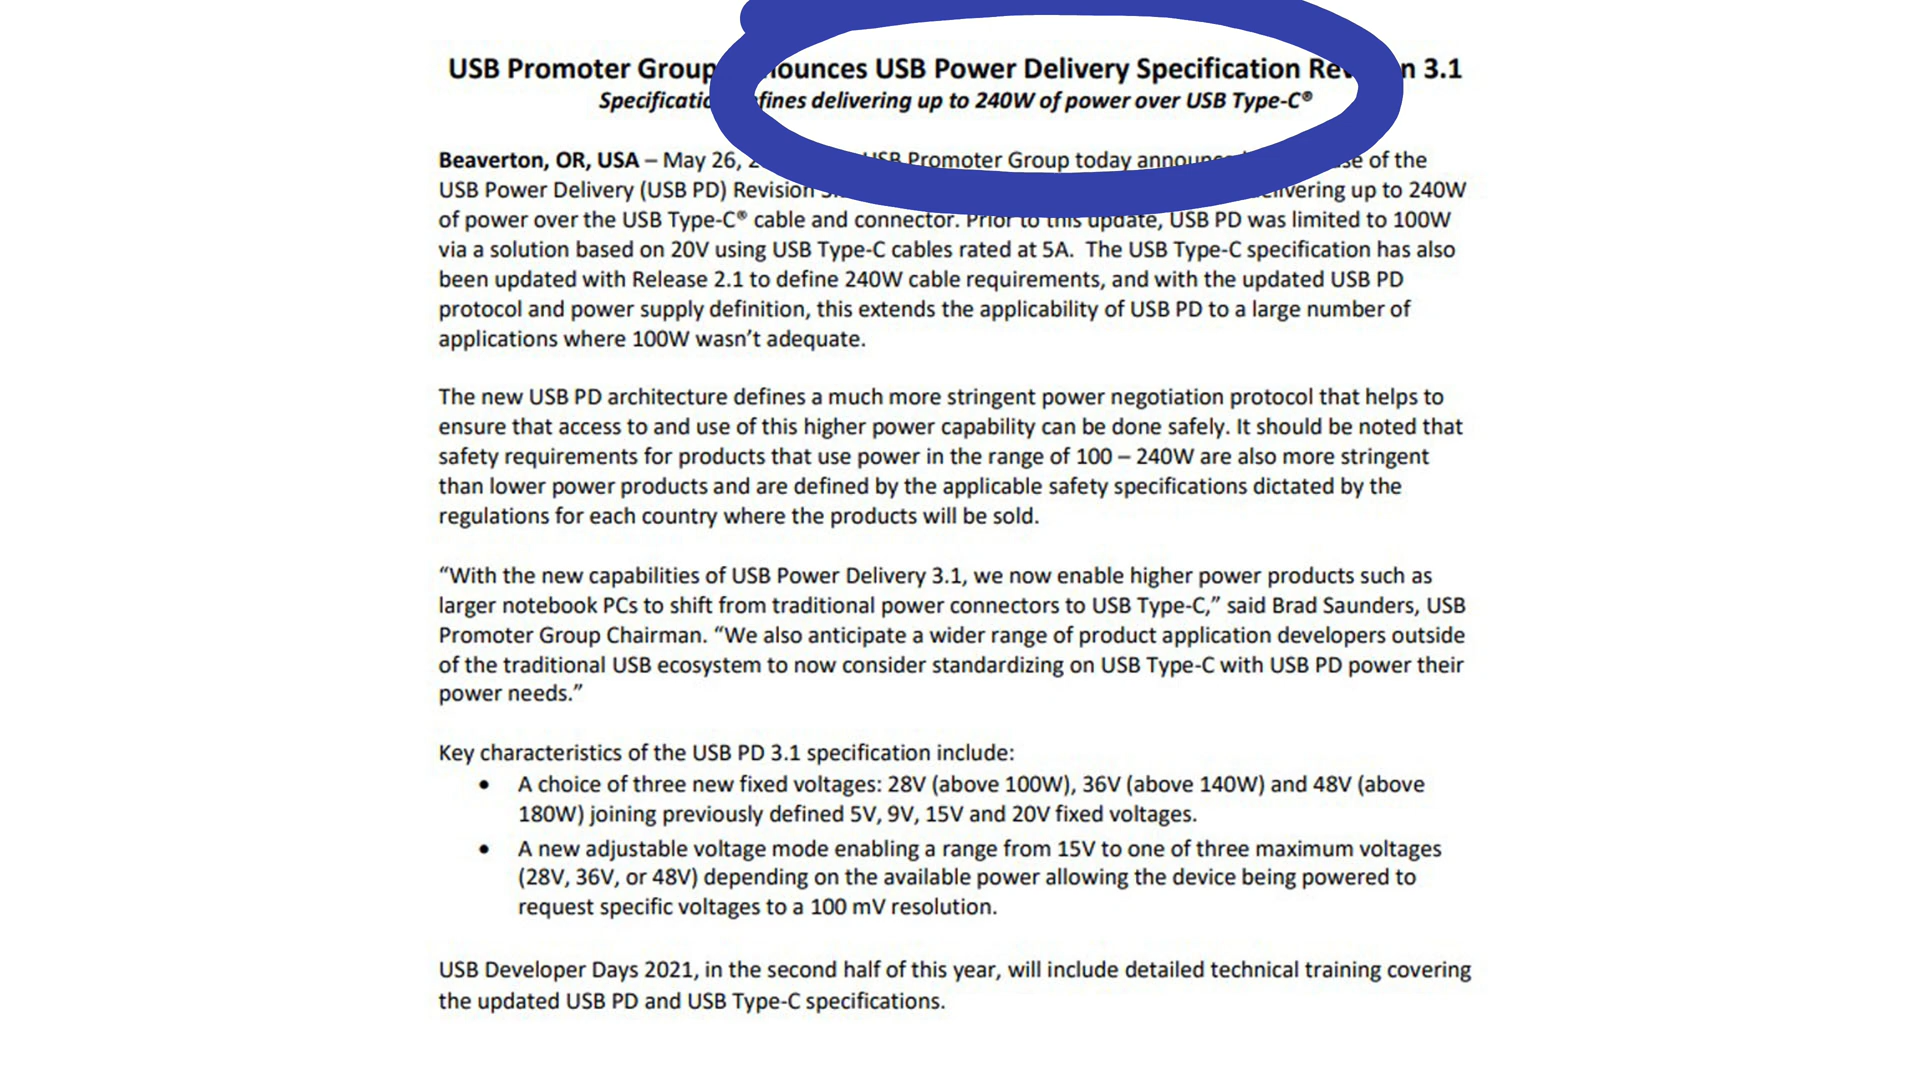 USB Promoter Group ounces USB Power Delivery Specification Re n 3.1
Specificatio fines delivering up to 240W of power over USB Type-C®
Beaverton, OR, USA – May 26, USB Promoter Group today announce of the
USB Power Delivery (USB PD) Revision delivering up to 240W
of power over the USB Type-C® cable and connector. Prior to this update, USB PD was limited to 100W
via a solution based on 20V using USB Type-C cables rated at 5A. The USB Type-C specification has also
been updated with Release 2.1 to define 240W cable requirements, and with the updated USB PD
protocol and power supply definition, this extends the applicability of USB PD to a large number of
applications where 100W wasn’t adequate.
The new USB PD architecture defines a much more stringent power negotiation protocol that helps to
ensure that access to and use of this higher power capability can be done safely. It should be noted that
safety requirements for products that use power in the range of 100 – 240W are also more stringent
than lower power products and are defined by the applicable safety specifications dictated by the
regulations for each country where the products will be sold.
“With the new capabilities of USB Power Delivery 3.1, we now enable higher power products such as
larger notebook PCs to shift from traditional power connectors to USB Type-C,” said Brad Saunders, USB
Promoter Group Chairman. “We also anticipate a wider range of product application developers outside
of the traditional USB ecosystem to now consider standardizing on USB Type-C with USB PD power their
power needs.”
Key characteristics of the USB PD 3.1 specification include:
• A choice of three new fixed voltages: 28V (above 100W), 36V (above 140W) and 48V (above
180W) joining previously defined 5V, 9V, 15V and 20V fixed voltages.
• A new adjustable voltage mode enabling a range from 15V to one of three maximum voltages
(28V, 36V, or 48V) depending on the available power allowing the device being powered to
request specific voltages to a 100 mV resolution.
USB Developer Days 2021, in the second half of this year, will include detailed technical training covering
the updated USB PD and USB Type-C specifications.